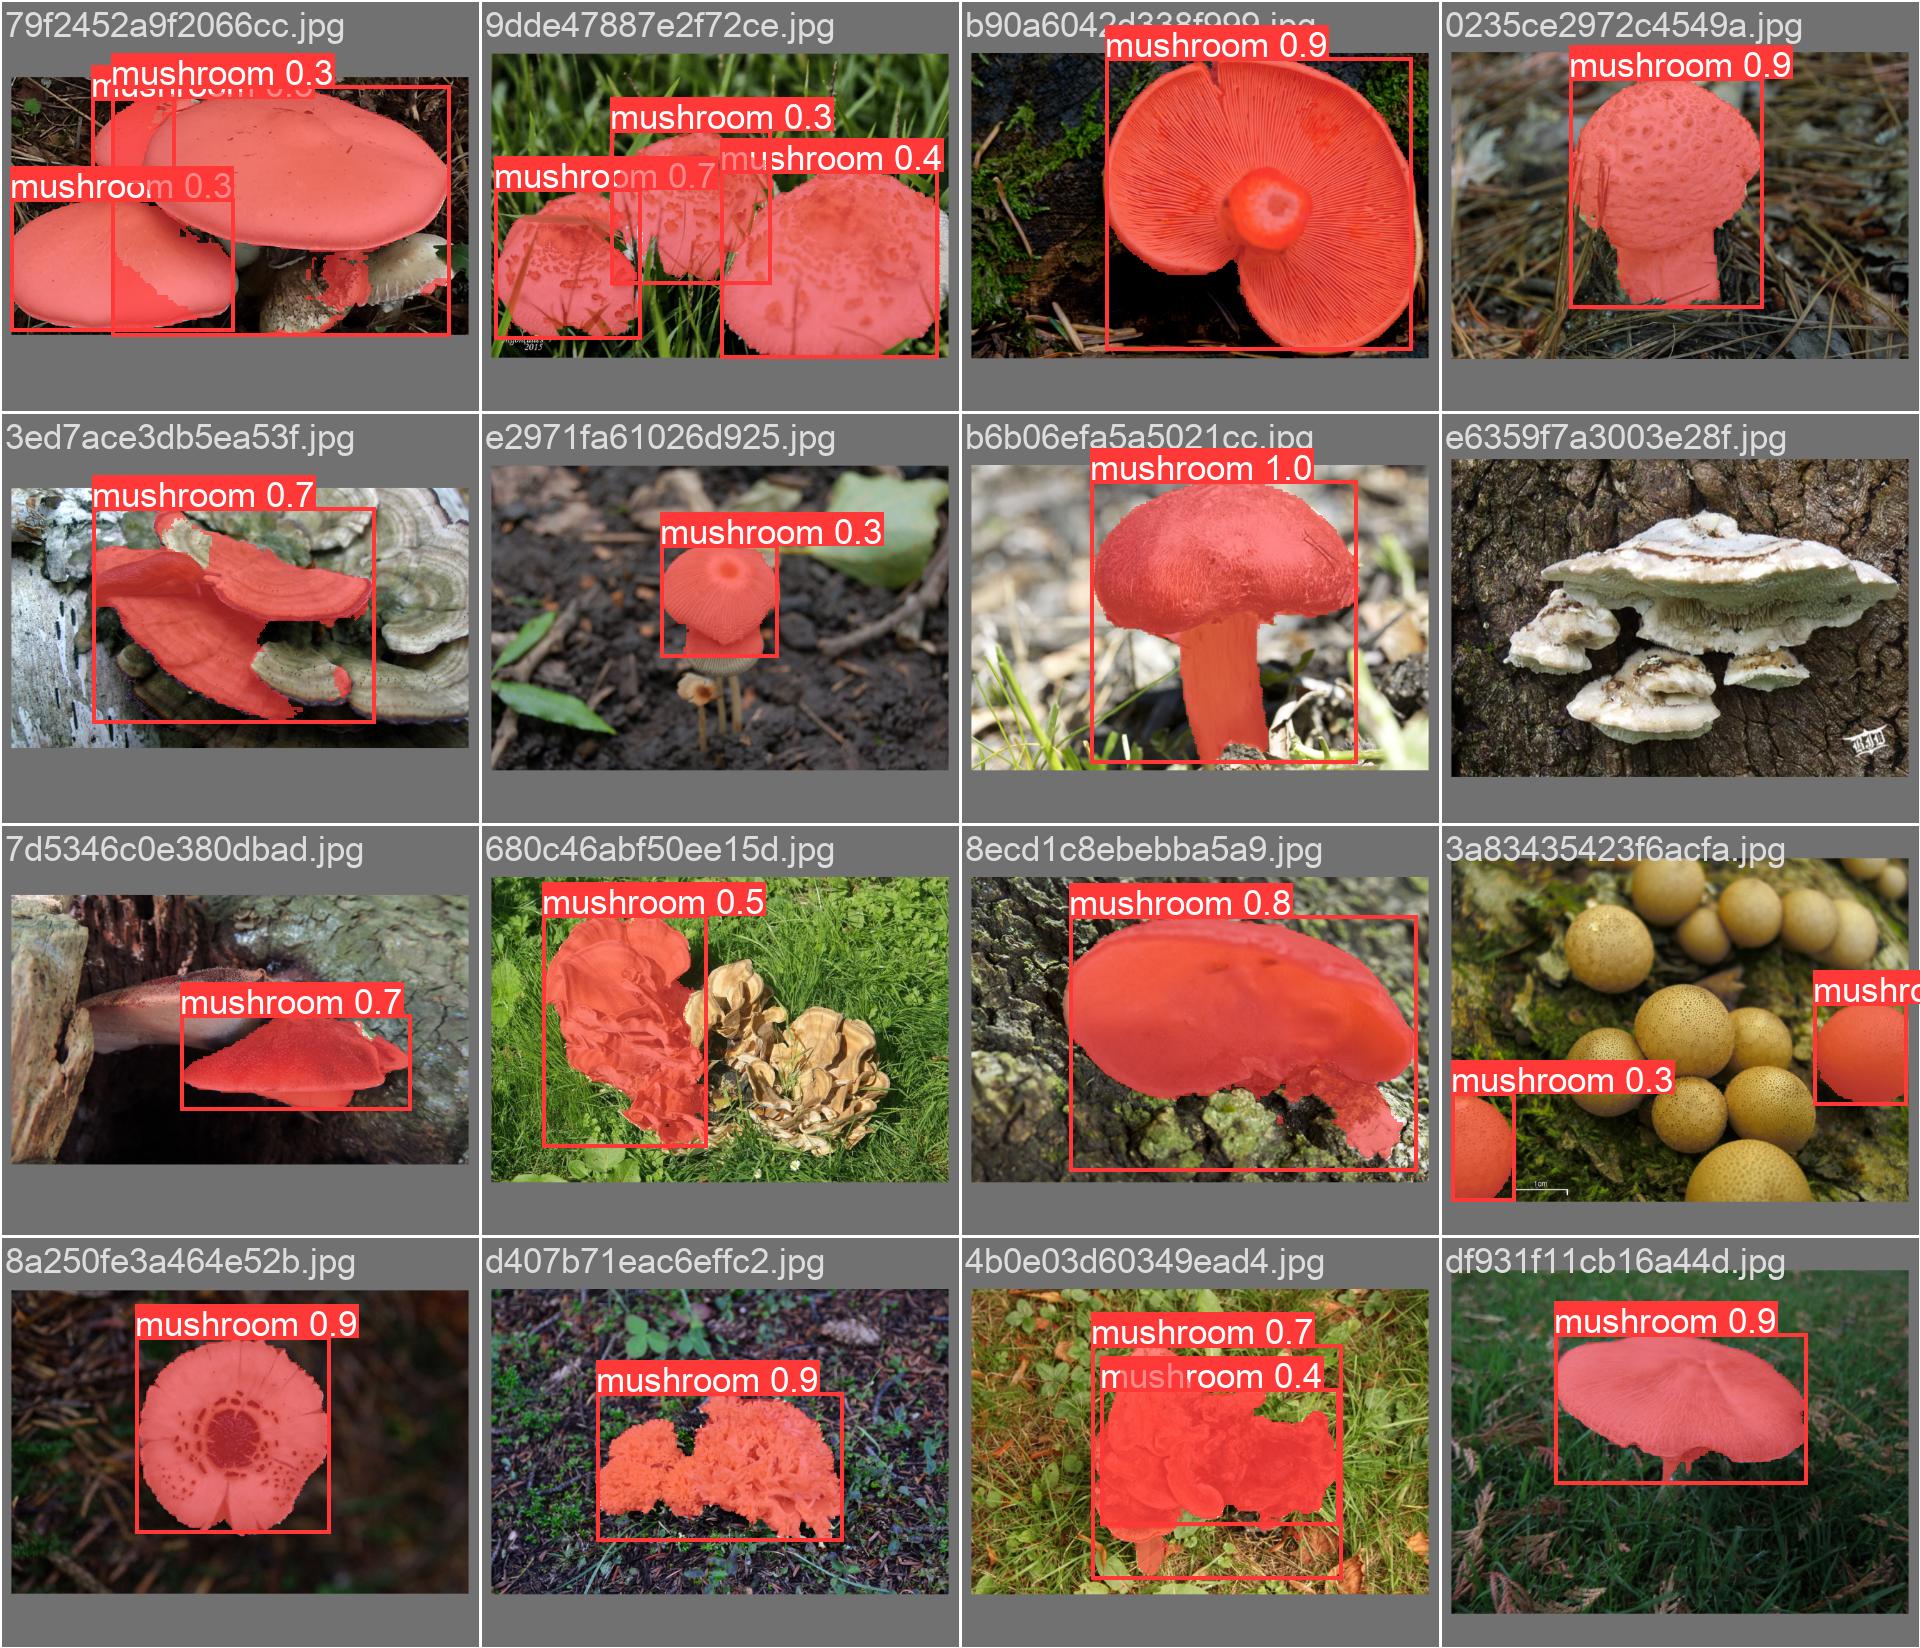 79f2452a9f2066cc.jpg
mushroom 0.3
mushroom 0.3
9dde47887e2f72ce.jpg
mushroom 0.3
mushroom 0.4
mushroom 0.7
2015
b90a6042d338f999.jpg
mushroom 0.9
0235ce2972c4549a.jpg
mushroom 0.9
3ed7ace3db5ea53f.jpg
mushroom 0.7
e2971fa61026d925.jpg
mushroom 0.3
b6b06efa5a5021cc.jpg
mushroom 1.0
e6359f7a3003e28f.jpg
7d5346c0e380dbad.jpg
mushroom 0.7
680c46abf50ee15d.jpg
mushroom 0.5
8ecd1c8ebebba5a9.jpg
mushroom 0.8
3a83435423f6acfa.jpg
mushro
mushroom 0.3
1cm
8a250fe3a464e52b.jpg
mushroom 0.9
d407b71eac6effc2.jpg
mushroom 0.9
4b0e03d60349ead4.jpg
mushroom 0.7
mushroom 0.4
df931f11cb16a44d.jpg
mushroom 0.9